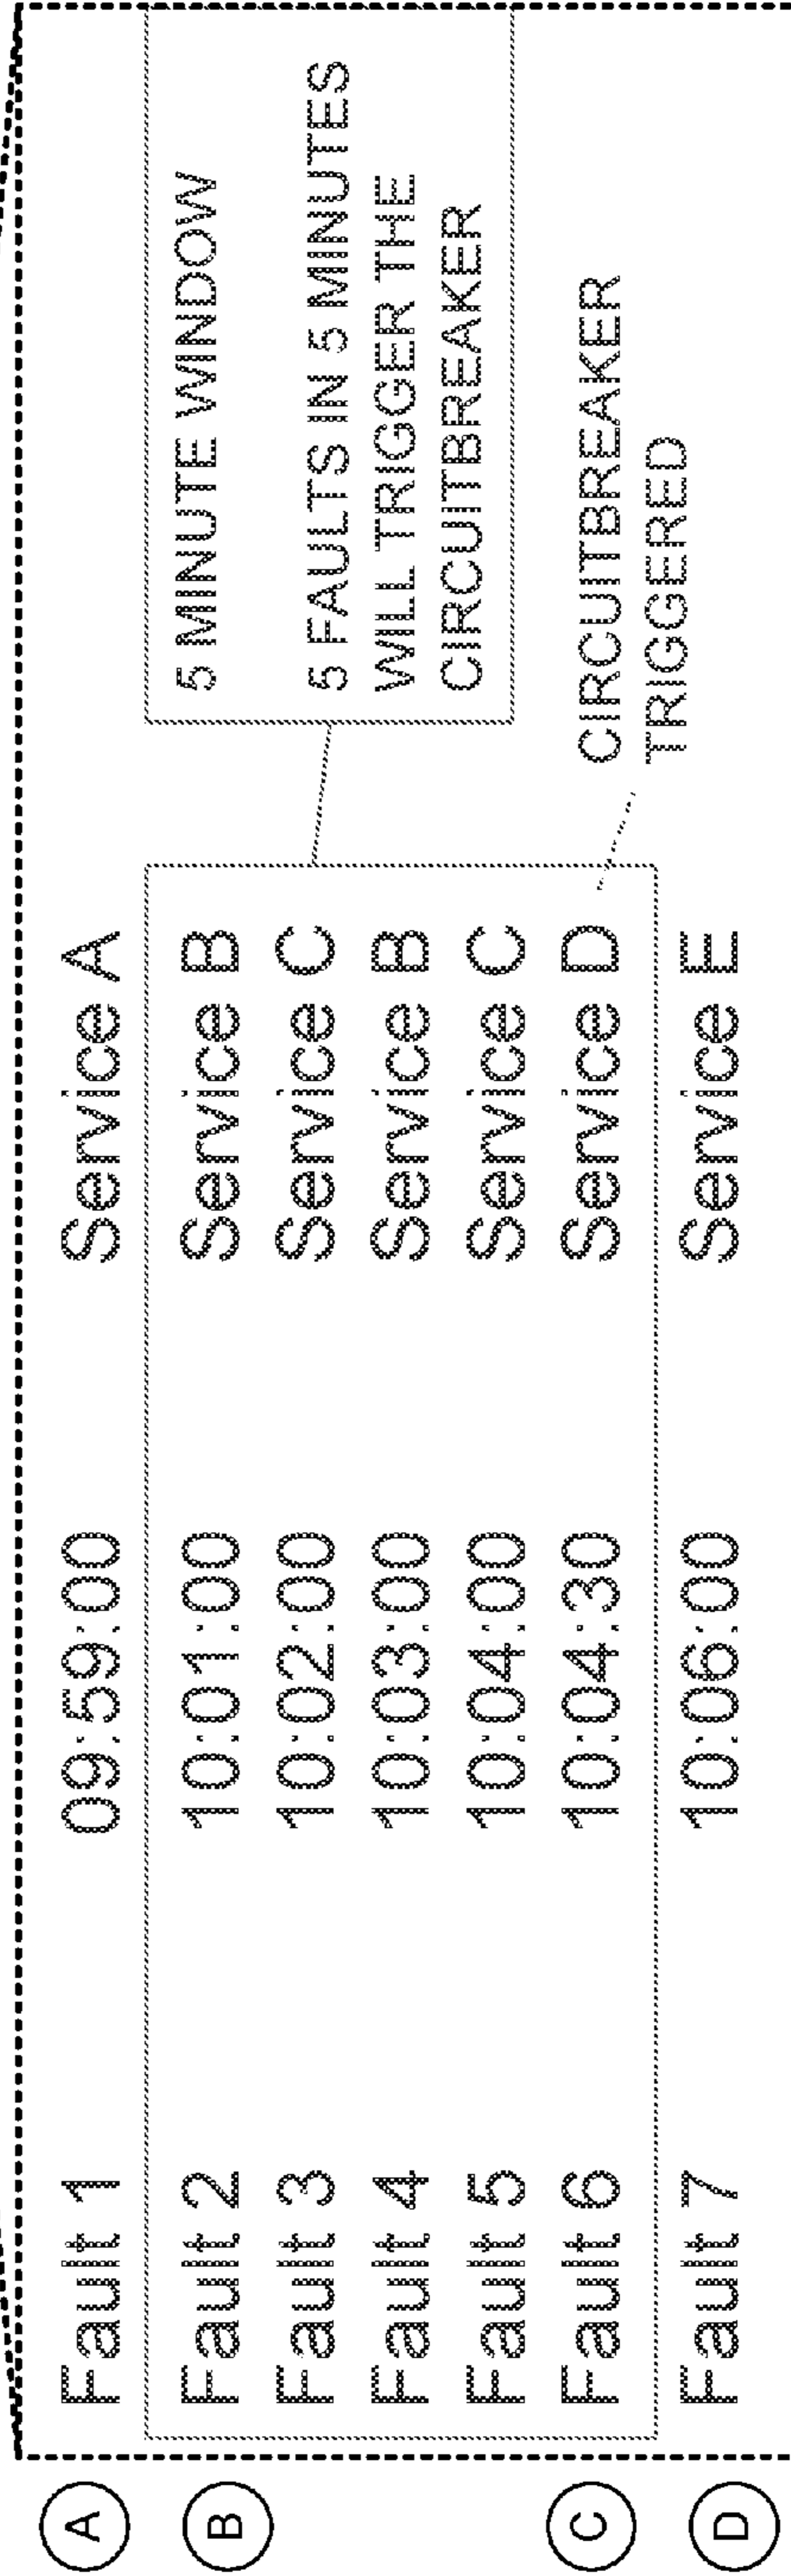 A Fault 1 09:59:00 Service A
B Fault 2 10:01:00 Service B
Fault 3 10:02:00 Service C
Fault 4 10:03:00 Service B
Fault 5 10:04:00 Service C
C Fault 6 10:04:30 Service D
D Fault 7 10:06:00 Service E
5 MINUTE WINDOW
5 FAULTS IN 5 MINUTES
WILL TRIGGER THE
CIRCUITBREAKER
CIRCUITBREAKER
TRIGGERED